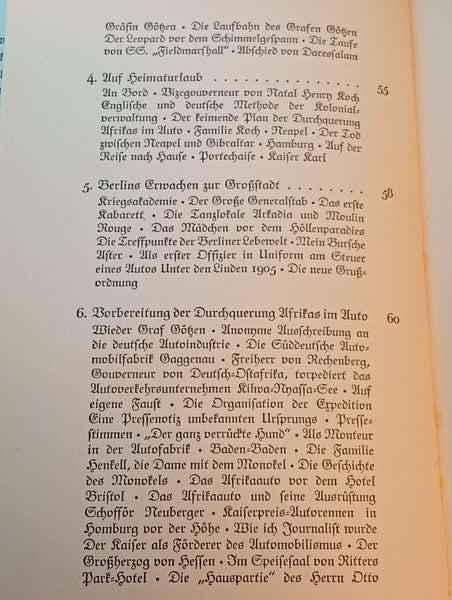 Gräfin Götzen · Die Laufbahn des Grafen Götzen
Der Leopard vor dem Schimmelgespann · Die Taufe
von SS. „Fieldmarshall" · Abschied von Daressalam
4. Auf Heimaturlaub . . . . . . . . . . . . 55
An Bord · Vizegouverneur von Natal Henry Koch
Englische und deutsche Methode der Kolonial-
verwaltung · Der keimende Plan der Durchquerung
Afrikas im Auto · Familie Koch · Neapel · Der Tod
zwischen Neapel und Gibraltar · Hamburg · Auf der
Reise nach Hause · Portechaise · Kaiser Karl
5. Berlins Erwachen zur Großstadt . . . . . . . . 58
Kriegsakademie · Der Große Generalstab · Das erste
Kabarett · Die Tanzlokale Arkadia und Moulin
Rouge · Das Mädchen vor dem Höllenparadies
Die Treffpunkte der Berliner Lebewelt · Mein Bursche
Aster · Als erster Offizier in Uniform am Steuer
eines Autos Unter den Linden 1905 · Die neue Gruß-
ordnung
6. Vorbereitung der Durchquerung Afrikas im Auto 60
Wieder Graf Götzen · Anonyme Ausschreibung an
die deutsche Autoindustrie · Die Süddeutsche Auto-
mobilfabrik Gaggenau · Freiherr von Rechenberg,
Gouverneur von Deutsch-Ostafrika, torpediert das
Autoverkehrsunternehmen Kilwa-Nyassa-See · Auf
eigene Faust · Die Organisation der Expedition
Eine Pressenotiz unbekannten Ursprungs · Presse-
stimmen · „Der ganz verrückte Hund" · Als Monteur
in der Autofabrik · Baden-Baden · Die Familie
Henkell, die Dame mit dem Monokel · Die Geschichte
des Monokels · Das Afrikaauto vor dem Hotel
Bristol · Das Afrikaauto und seine Ausrüstung
Schofför Neuberger · Kaiserpreis-Autorennen in
Homburg vor der Höhe · Wie ich Journalist wurde
Der Kaiser als Förderer des Automobilismus · Der
Großherzog von Hessen · Im Speisesaal von Ritters
Park-Hotel · Die „Hauspartie" des Herrn Otto